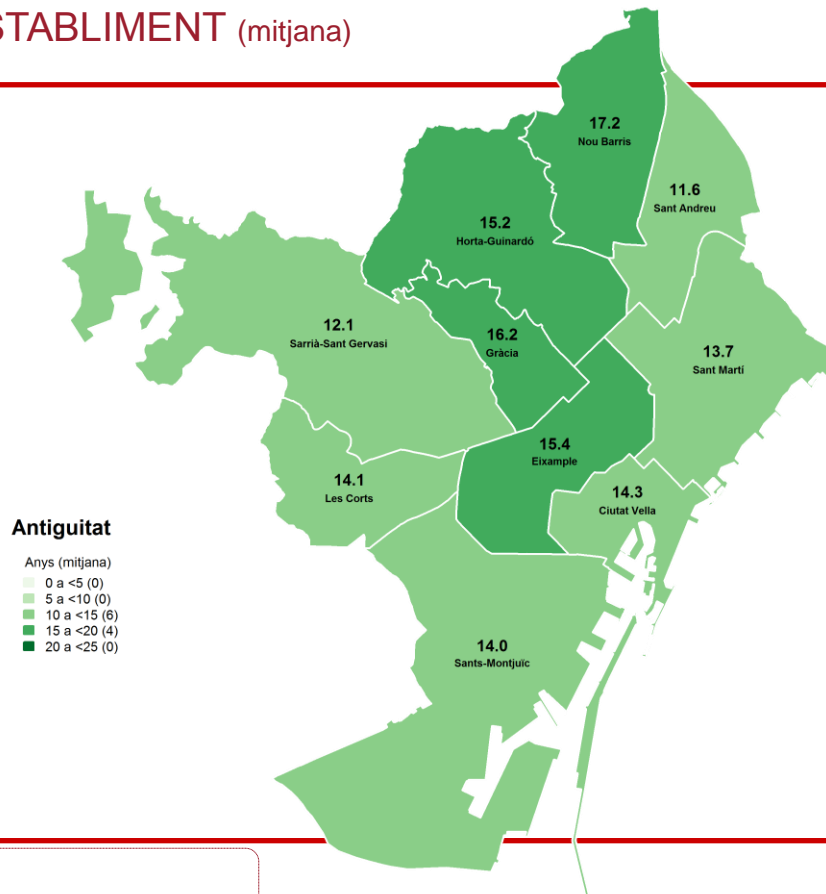 STABLIMENT (mitjana)
17.2
Nou Barris
11.6
Sant Andreu
15.2
Horta-Guinardó
12.1
Sarrià-Sant Gervasi
16.2
Gràcia
13.7
Sant Martí
15.4
Eixample
14.1
Les Corts
14.3
Ciutat Vella
Antiguitat
Anys (mitjana)
0 a <5 (0)
5 a <10 (0)
10 a <15 (6)
15 a <20 (4)
20 a <25 (0)
14.0
Sants-Montjuïc